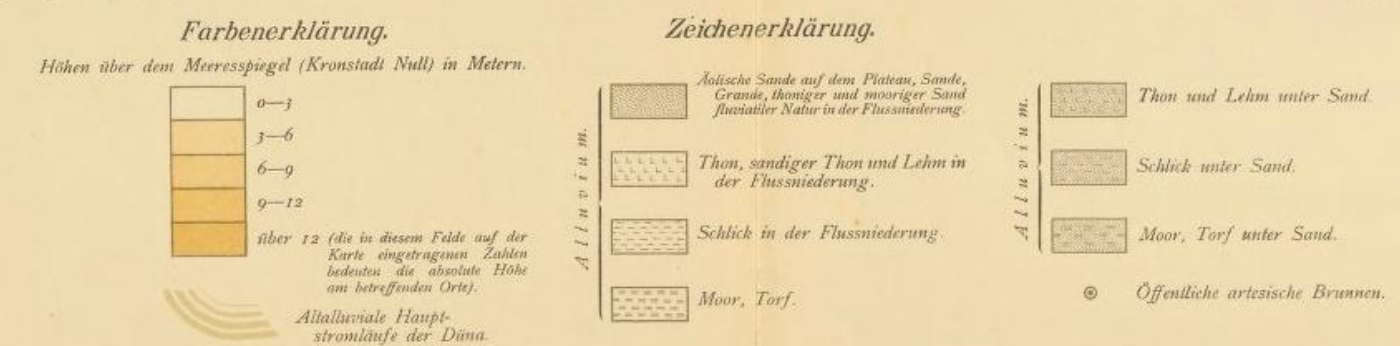 Farbenerklärung.
Höhen über dem Meeresspiegel (Kronstadt Null) in Metern.
0—3
3—6
6—9
9—12
über 12 (die in diesem Felde auf der
Karte eingetragenen Zahlen
bedeuten die absolute Höhe
am betreffenden Orte).
Altalluviale Haupt-
stromläufe der Düna.
Zeichenerklärung.
Alluvium.
Äolische Sande auf dem Plateau, Sande,
Grande, thoniger und mooriger Sand
fluviatiler Natur in der Flussniederung.
Thon, sandiger Thon und Lehm in
der Flussniederung.
Schlick in der Flussniederung.
Moor, Torf.
Alluvium.
Thon und Lehm unter Sand.
Schlick unter Sand.
Moor, Torf unter Sand.
Öffentliche artesische Brunnen.